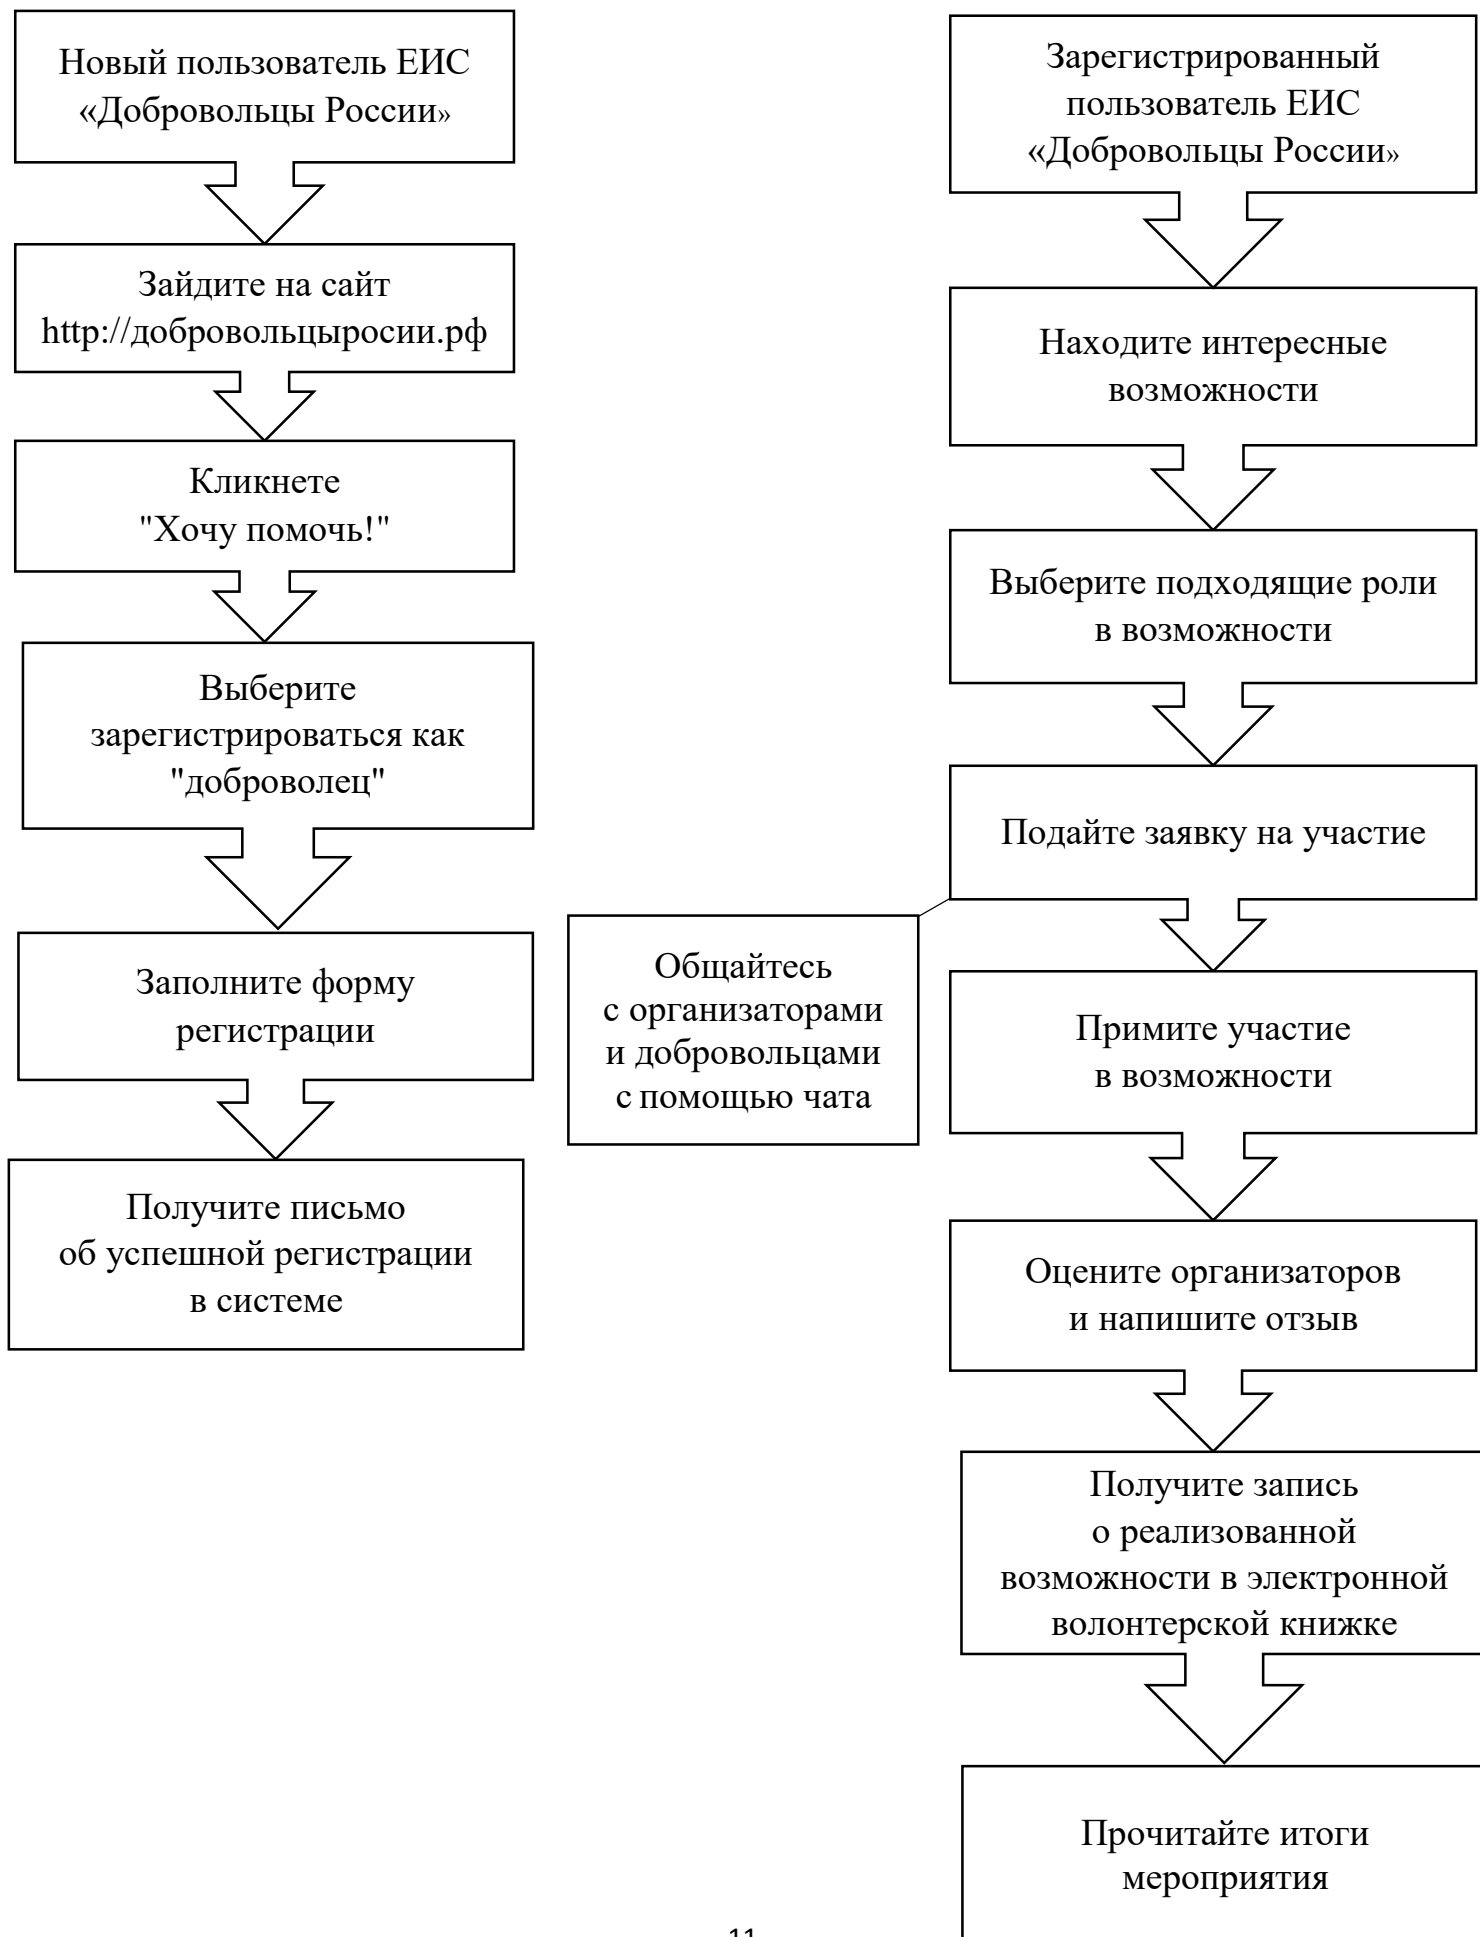 Новый пользователь ЕИС
«Добровольцы России»
Зайдите на сайт
http://добровольцыросии.рф
Кликнете
"Хочу помочь!"
Выберите
зарегистрироваться как
"доброволец"
Заполните форму
регистрации
Получите письмо
об успешной регистрации
в системе
Зарегистрированный
пользователь ЕИС
«Добровольцы России»
Находите интересные
возможности
Выберите подходящие роли
в возможности
Подайте заявку на участие
Общайтесь
с организаторами
и добровольцами
с помощью чата
Примите участие
в возможности
Оцените организаторов
и напишите отзыв
Получите запись
о реализованной
возможности в электронной
волонтерской книжке
Прочитайте итоги
мероприятия
11